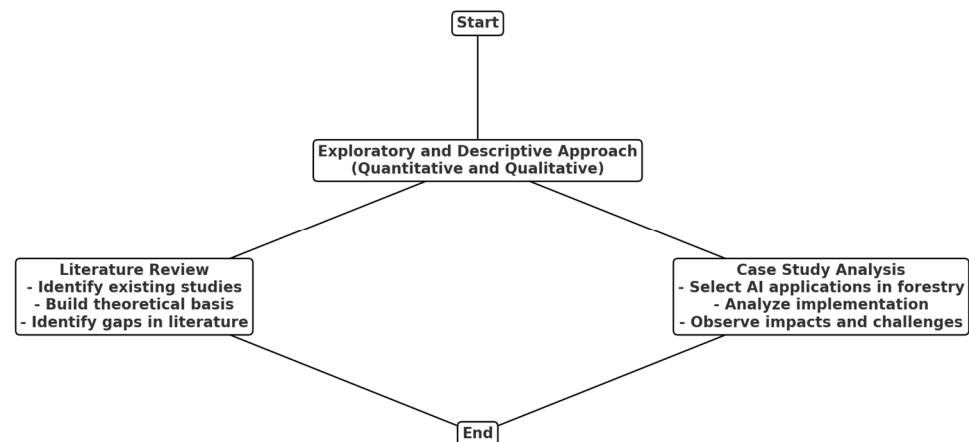 Start
Exploratory and Descriptive Approach
(Quantitative and Qualitative)
Literature Review
- Identify existing studies
- Build theoretical basis
- Identify gaps in literature
Case Study Analysis
- Select AI applications in forestry
- Analyze implementation
- Observe impacts and challenges
End